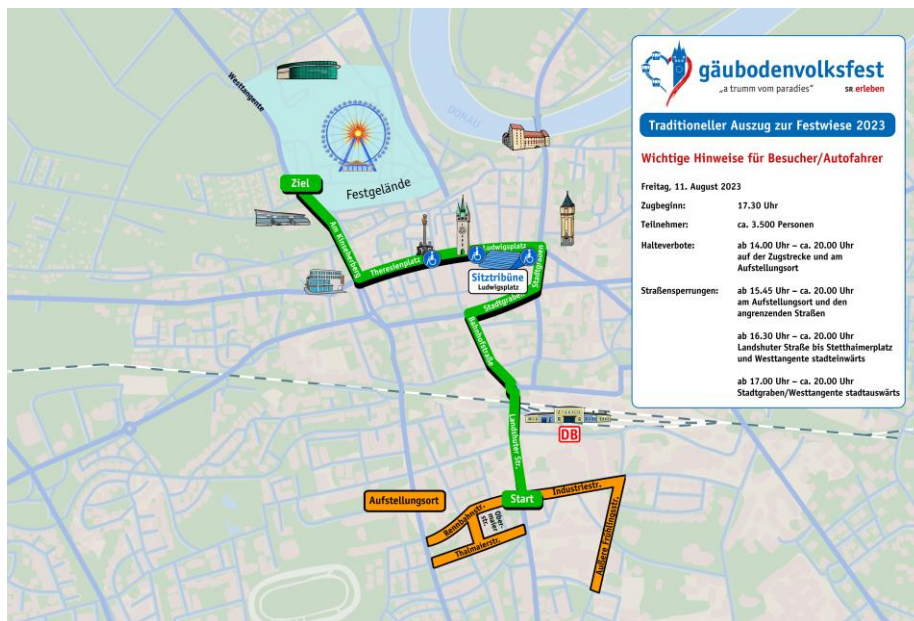 gäubodenvolksfest
„a trumm vom paradies“
SR erleben
Traditioneller Auszug zur Festwiese 2023
Wichtige Hinweise für Besucher/Autofahrer
Freitag, 11. August 2023
Zugbeginn: 17.30 Uhr
Teilnehmer: ca. 3.500 Personen
Halteverbote: ab 14.00 Uhr – ca. 20.00 Uhr
auf der Zugstrecke und am
Aufstellungsort
Straßensperrungen: ab 15.45 Uhr – ca. 20.00 Uhr
am Aufstellungsort und den
angrenzenden Straßen
ab 16.30 Uhr – ca. 20.00 Uhr
Landshuter Straße bis Stetthaimerplatz
und Westtangente stadteinwärts
ab 17.00 Uhr – ca. 20.00 Uhr
Stadtgraben/Westtangente stadtauswärts
Westtangente
DONAU
Ziel
Festgelände
Am Kinseherberg
Theresienplatz
Ludwigsplatz
Stadtgraben
Sitztribüne
Ludwigsplatz
Stadtgraben
Bahnhofstraße
Landshuter Str.
DB
Aufstellungsort
Start
Industriestr.
Rennbahnstr.
Ober-
maier
str.
Thalmaierstr.
Äußere Frühlingsstr.